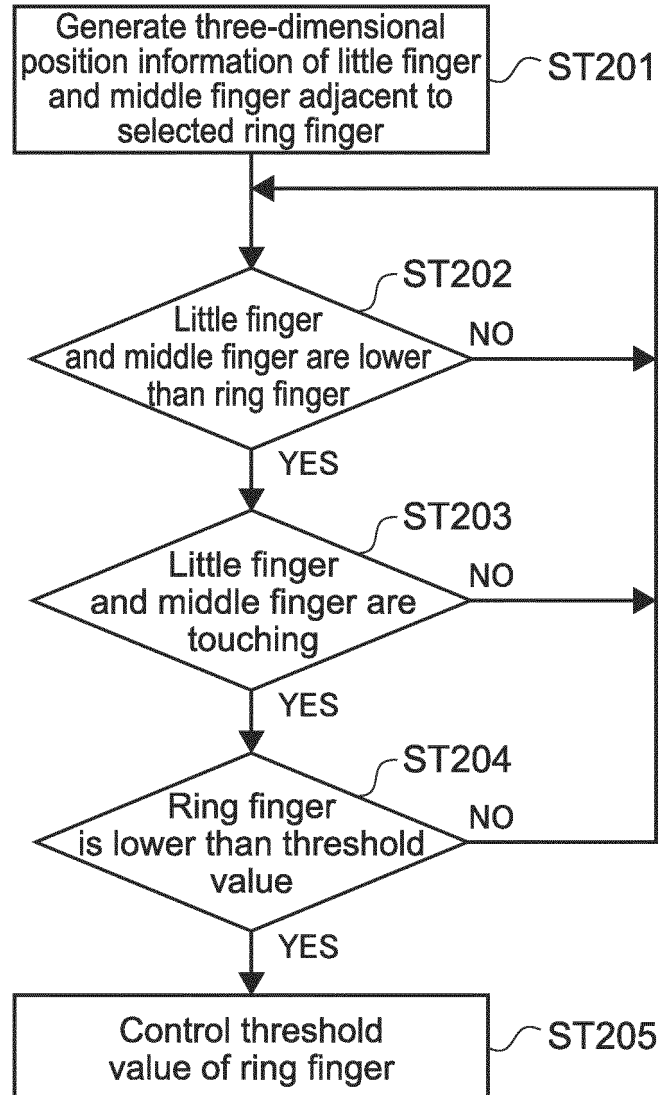 Generate three-dimensional
position information of little finger
and middle finger adjacent to
selected ring finger
ST201
ST202
Little finger
and middle finger are lower
than ring finger
NO
YES
ST203
Little finger
and middle finger are
touching
NO
YES
ST204
Ring finger
is lower than threshold
value
NO
YES
Control threshold
value of ring finger
ST205